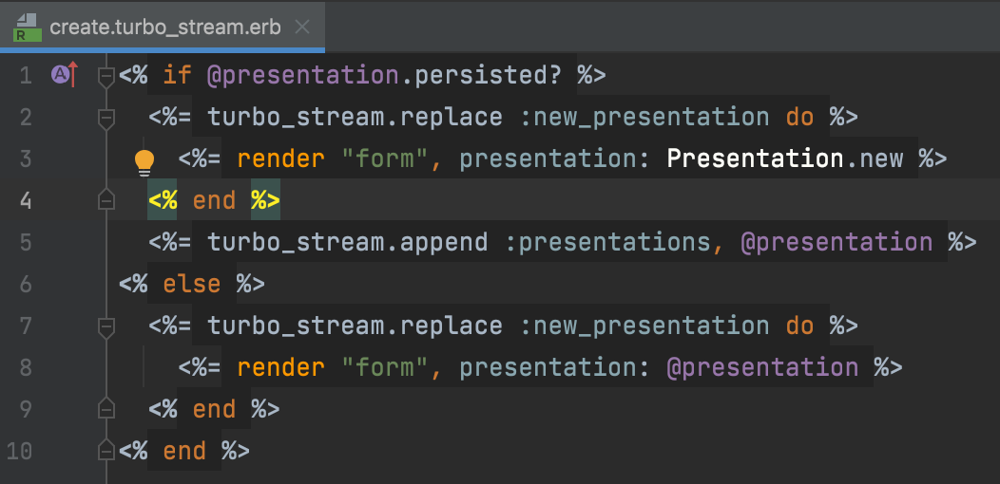 create.turbo_stream.erb
1 <% if @presentation.persisted? %>
2 <%= turbo_stream.replace :new_presentation do %>
3 <%= render "form", presentation: Presentation.new %>
4 <% end %>
5 <%= turbo_stream.append :presentations, @presentation %>
6 <% else %>
7 <%= turbo_stream.replace :new_presentation do %>
8 <%= render "form", presentation: @presentation %>
9 <% end %>
10 <% end %>